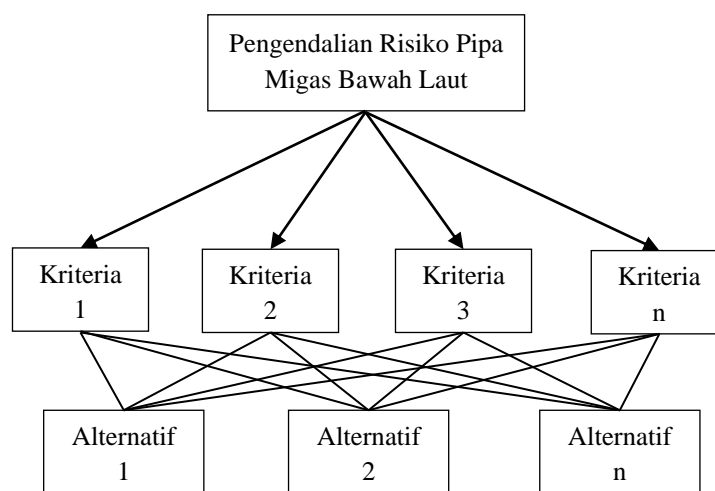 Pengendalian Risiko Pipa
Migas Bawah Laut
Kriteria
1
Kriteria
2
Kriteria
3
Kriteria
n
Alternatif
1
Alternatif
2
Alternatif
n